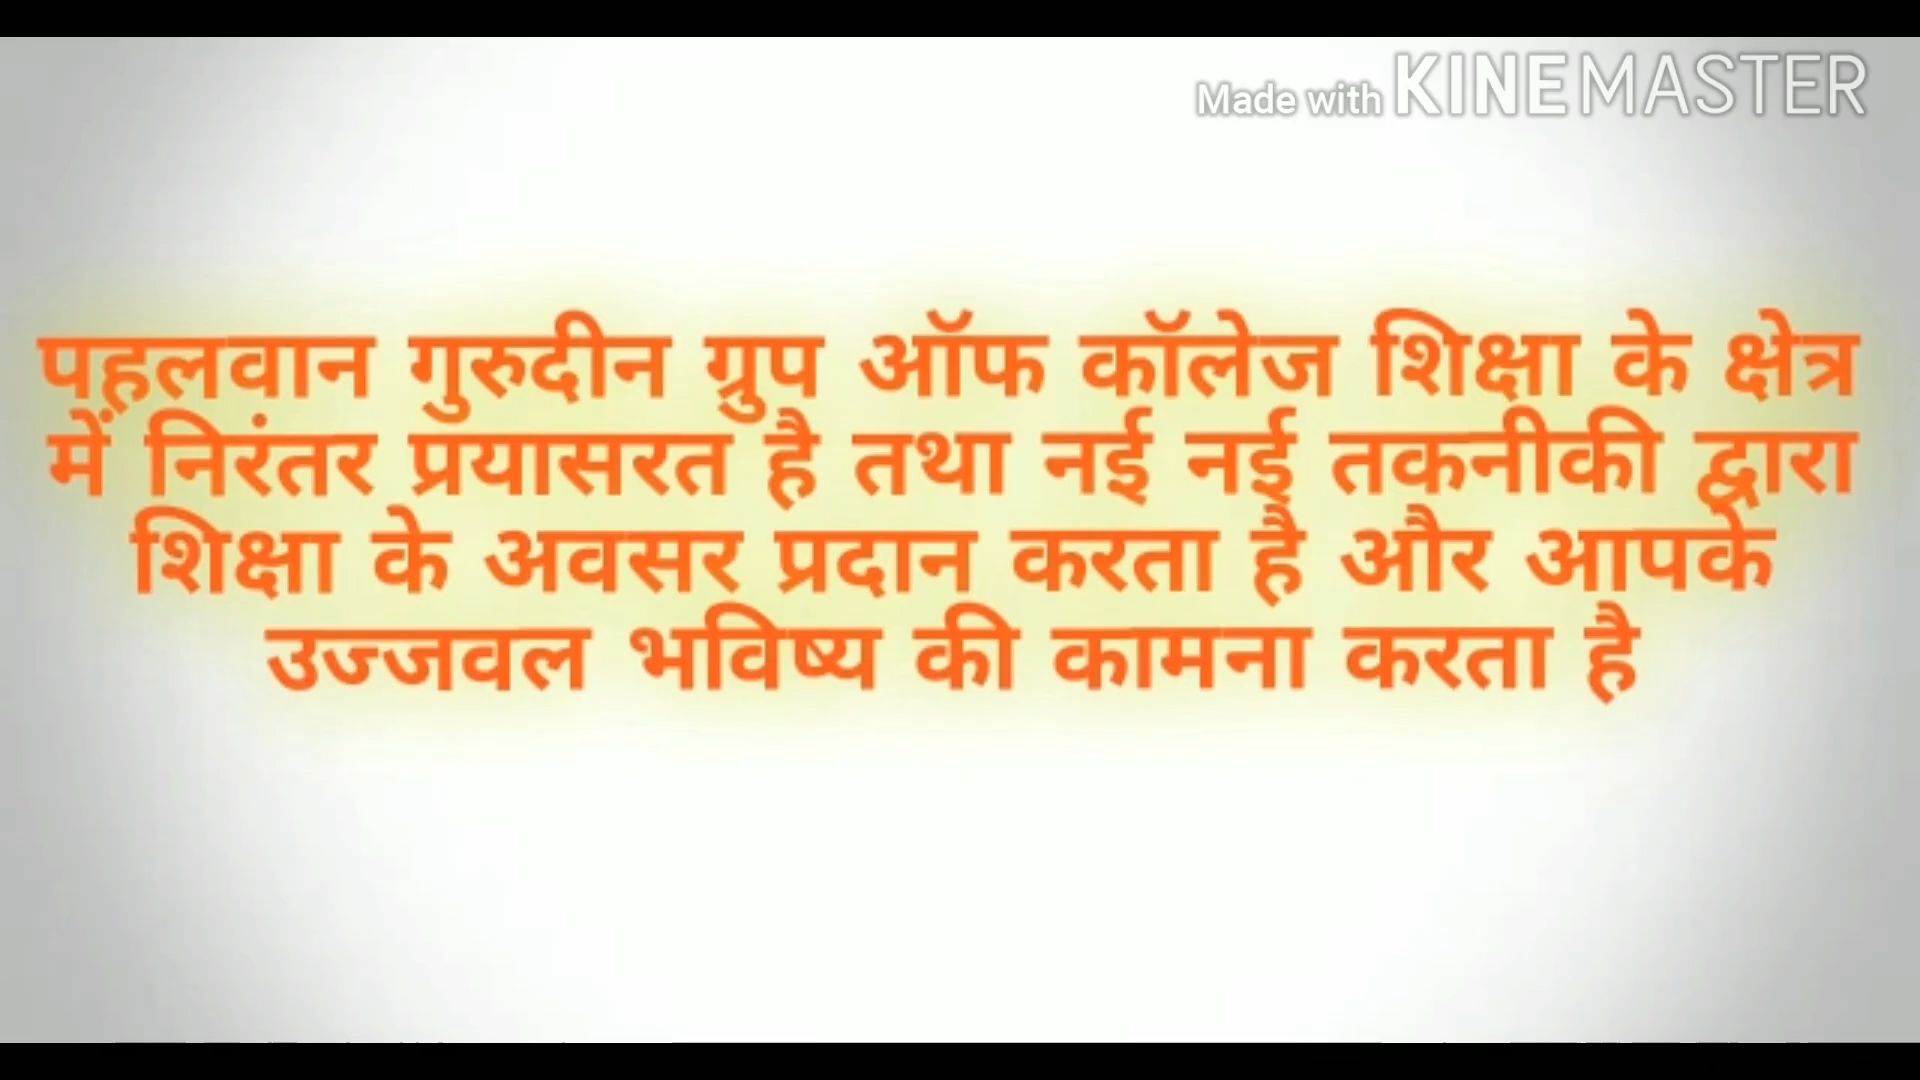 Made with KINEMASTER
पहलवान गुरुदीन ग्रुप ऑफ कॉलेज शिक्षा के क्षेत्र
में निरंतर प्रयासरत है तथा नई नई तकनीकी द्वारा
शिक्षा के अवसर प्रदान करता है और आपके
उज्जवल भविष्य की कामना करता है